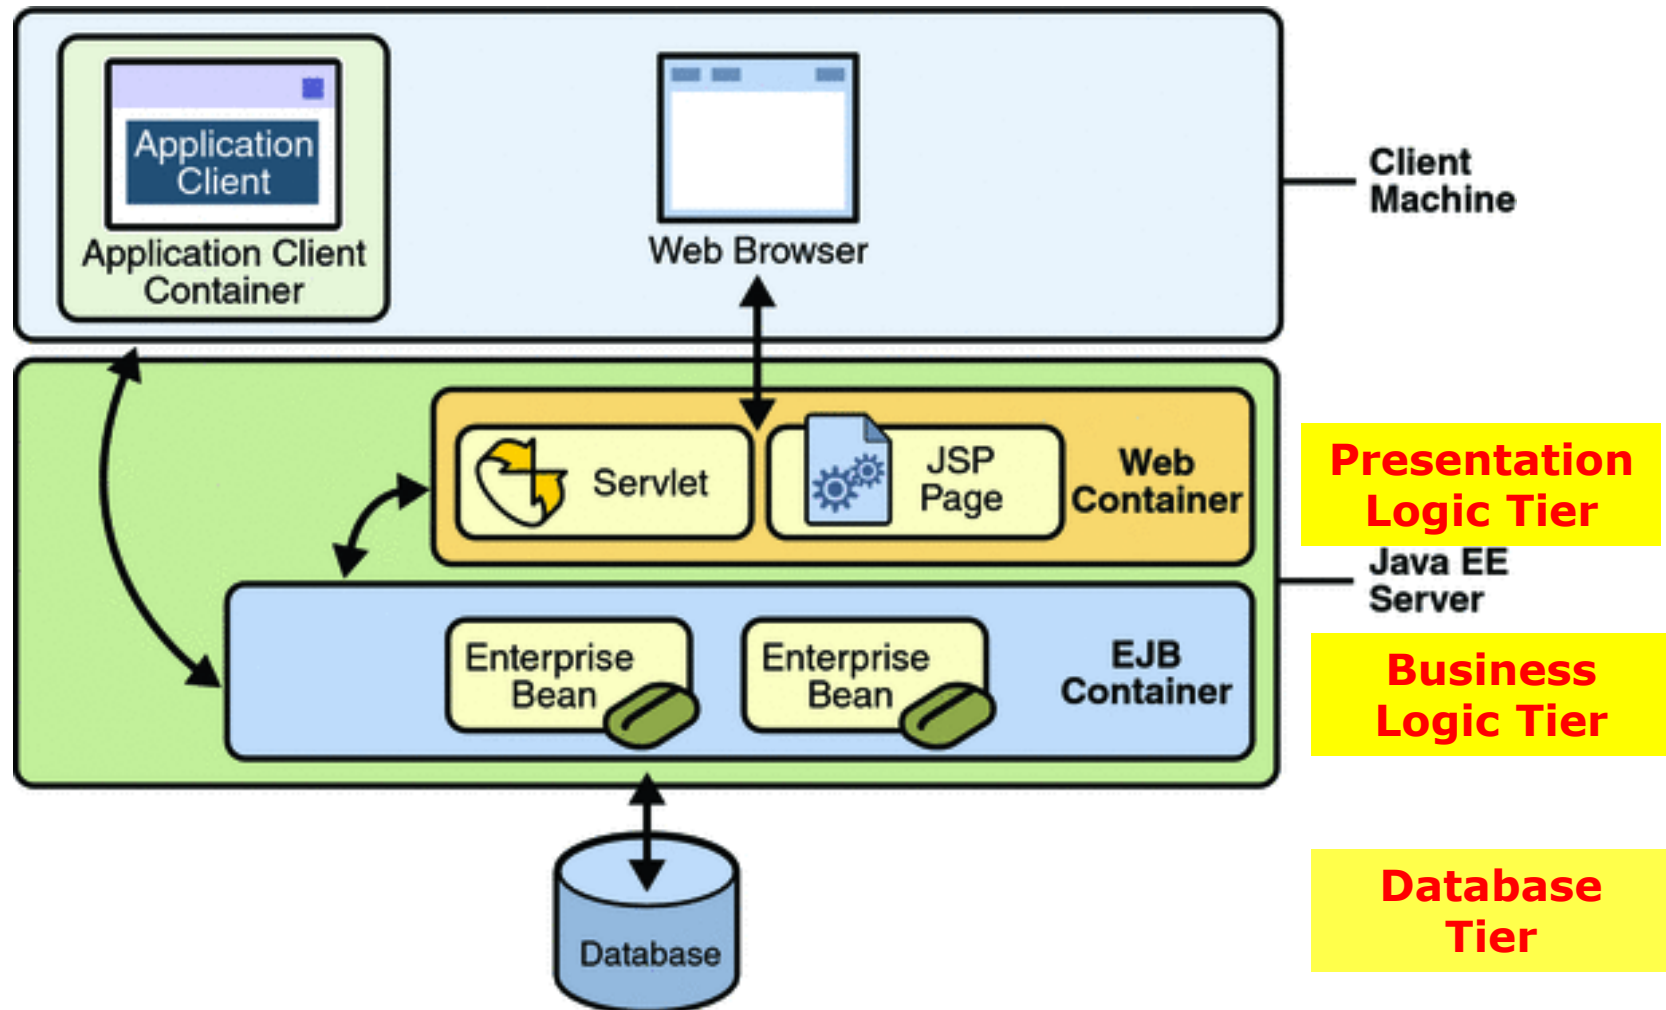 Application
Client
Application Client
Container
Web Browser
Client
Machine
Servlet
JSP
Page
Web
Container
Presentation
Logic Tier
Java EE
Server
Enterprise
Bean
Enterprise
Bean
EJB
Container
Business
Logic Tier
Database
Database
Tier